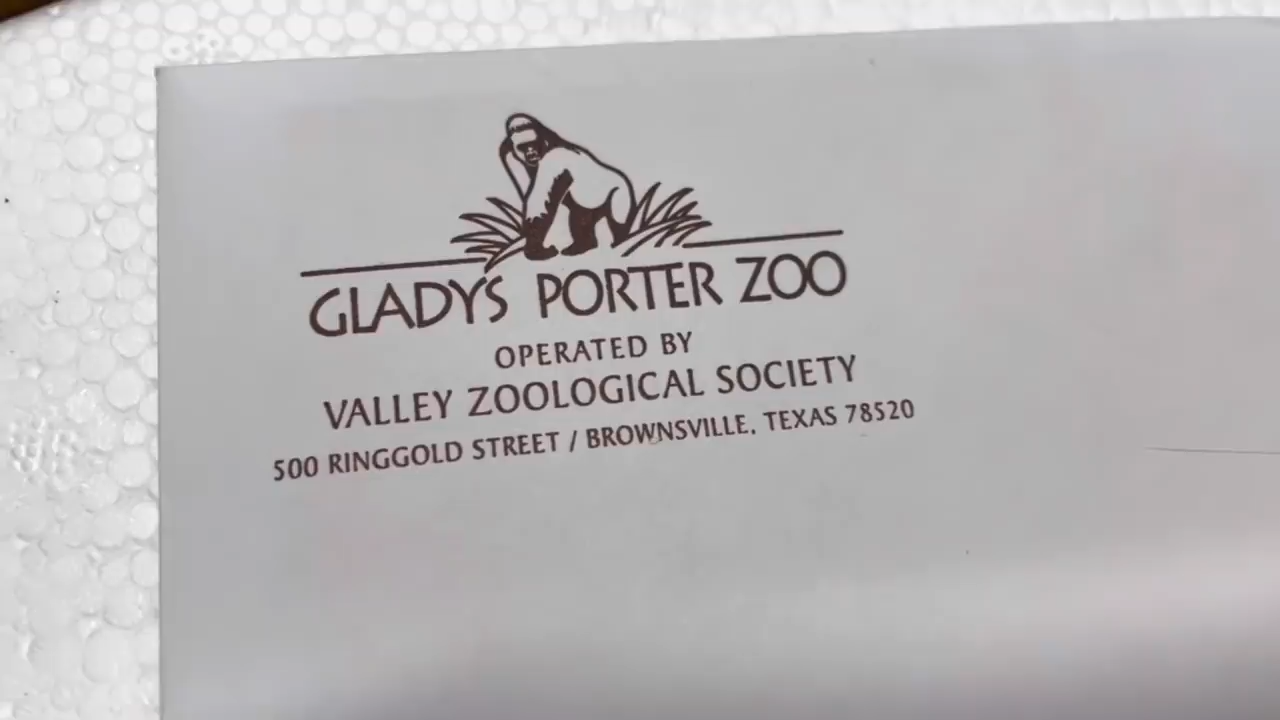 GLADYS PORTER ZOO
OPERATED BY
VALLEY ZOOLOGICAL SOCIETY
500 RINGGOLD STREET / BROWNSVILLE, TEXAS 78520